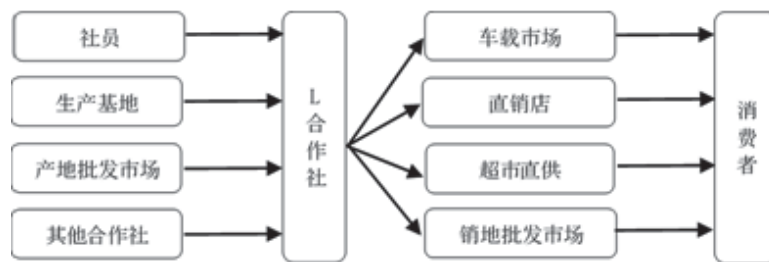 社员
生产基地
产地批发市场
其他合作社
L合作社
车载市场
直销店
超市直供
销地批发市场
消费者